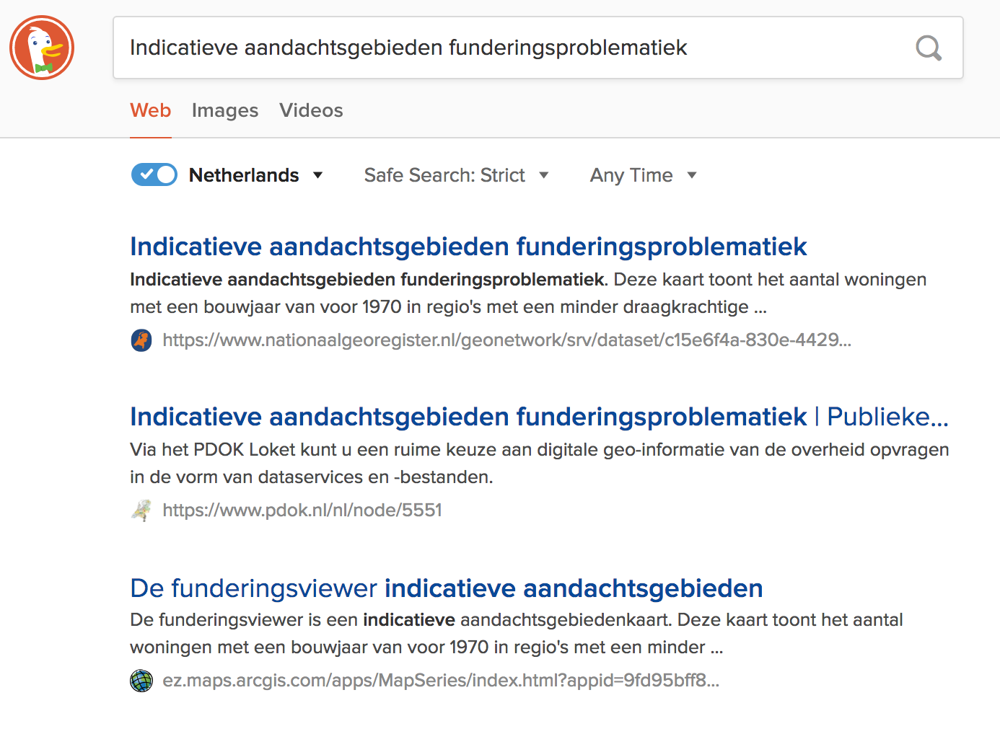 Indicatieve aandachtsgebieden funderingsproblematiek
Web Images Videos
Netherlands Safe Search: Strict Any Time
Indicatieve aandachtsgebieden funderingsproblematiek
Indicatieve aandachtsgebieden funderingsproblematiek. Deze kaart toont het aantal woningen
met een bouwjaar van voor 1970 in regio's met een minder draagkrachtige ...
https://www.nationaalgeoregister.nl/geonetwork/srv/dataset/c15e6f4a-830e-4429...
Indicatieve aandachtsgebieden funderingsproblematiek | Publieke...
Via het PDOK Loket kunt u een ruime keuze aan digitale geo-informatie van de overheid opvragen
in de vorm van dataservices en -bestanden.
https://www.pdok.nl/nl/node/5551
De funderingsviewer indicatieve aandachtsgebieden
De funderingsviewer is een indicatieve aandachtsgebiedenkaart. Deze kaart toont het aantal
woningen met een bouwjaar van voor 1970 in regio's met een minder ...
ez.maps.arcgis.com/apps/MapSeries/index.html?appid=9fd95bff8...